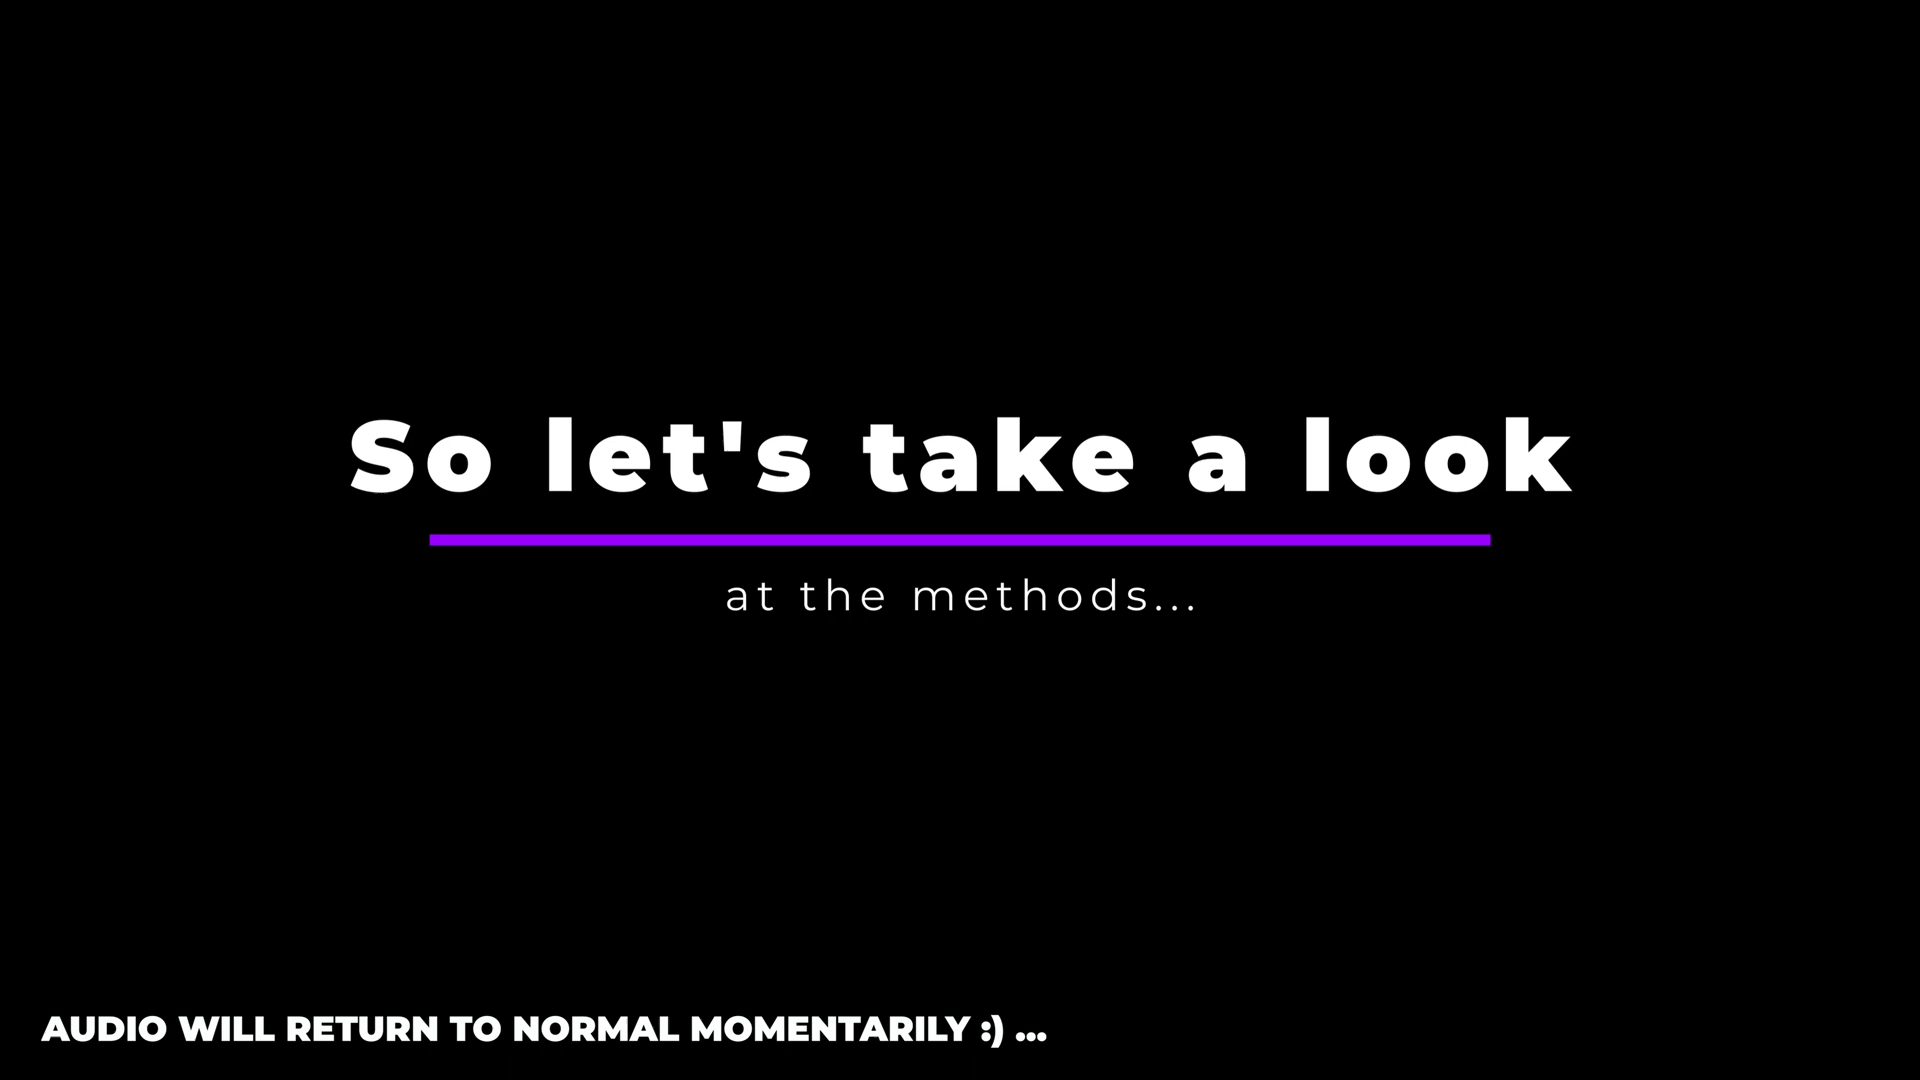 So let's take a look
at the methods...
AUDIO WILL RETURN TO NORMAL MOMENTARILY :) ...